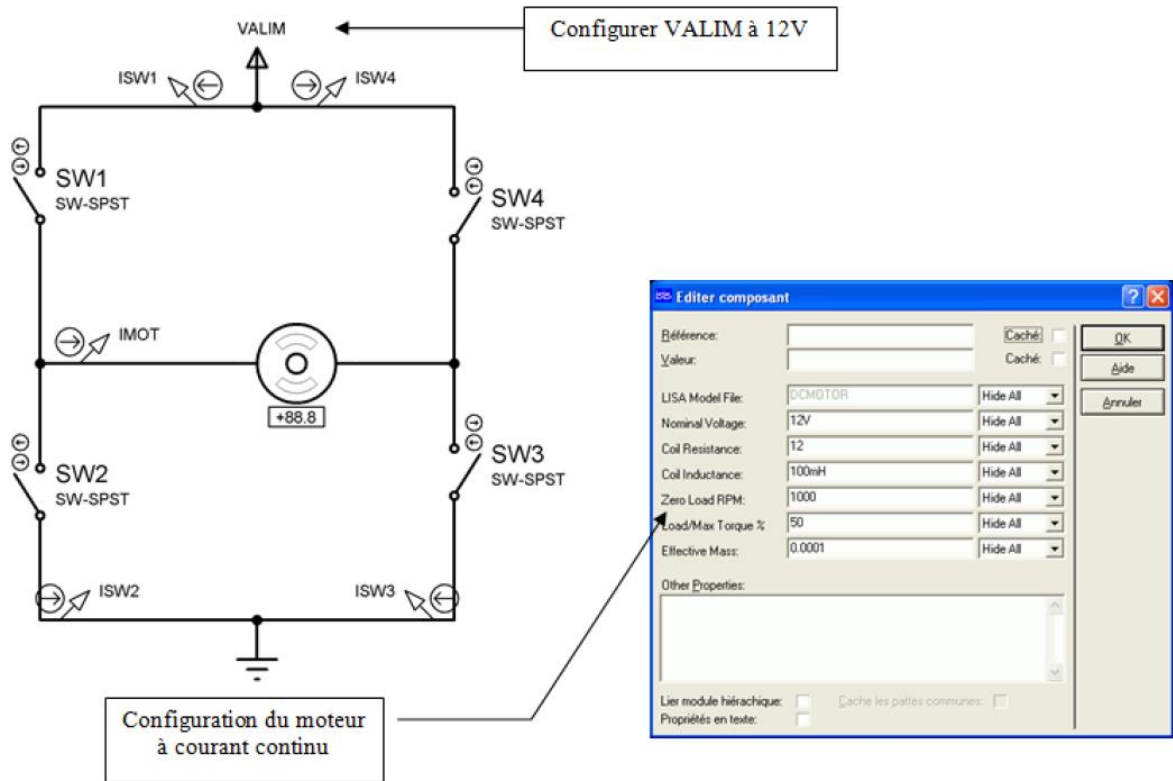 VALIM
Configurer VALIM à 12V
ISW1
ISW4
SW1
SW-SPST
SW4
SW-SPST
IMOT
+88.8
SW2
SW-SPST
SW3
SW-SPST
ISW2
ISW3
Configuration du moteur
à courant continu
ISIS Editer composant
Référence:
Caché:
OK
Valeur:
Caché:
Aide
LISA Model File:
DCMOTOR
Hide All
Annuler
Nominal Voltage:
12V
Hide All
Coil Resistance:
12
Hide All
Coil Inductance:
100mH
Hide All
Zero Load RPM:
1000
Hide All
Load/Max Torque %
50
Hide All
Effective Mass:
0.0001
Hide All
Other Properties:
Lier module hiérachique:
Cache les pattes communes:
Propriétés en texte: